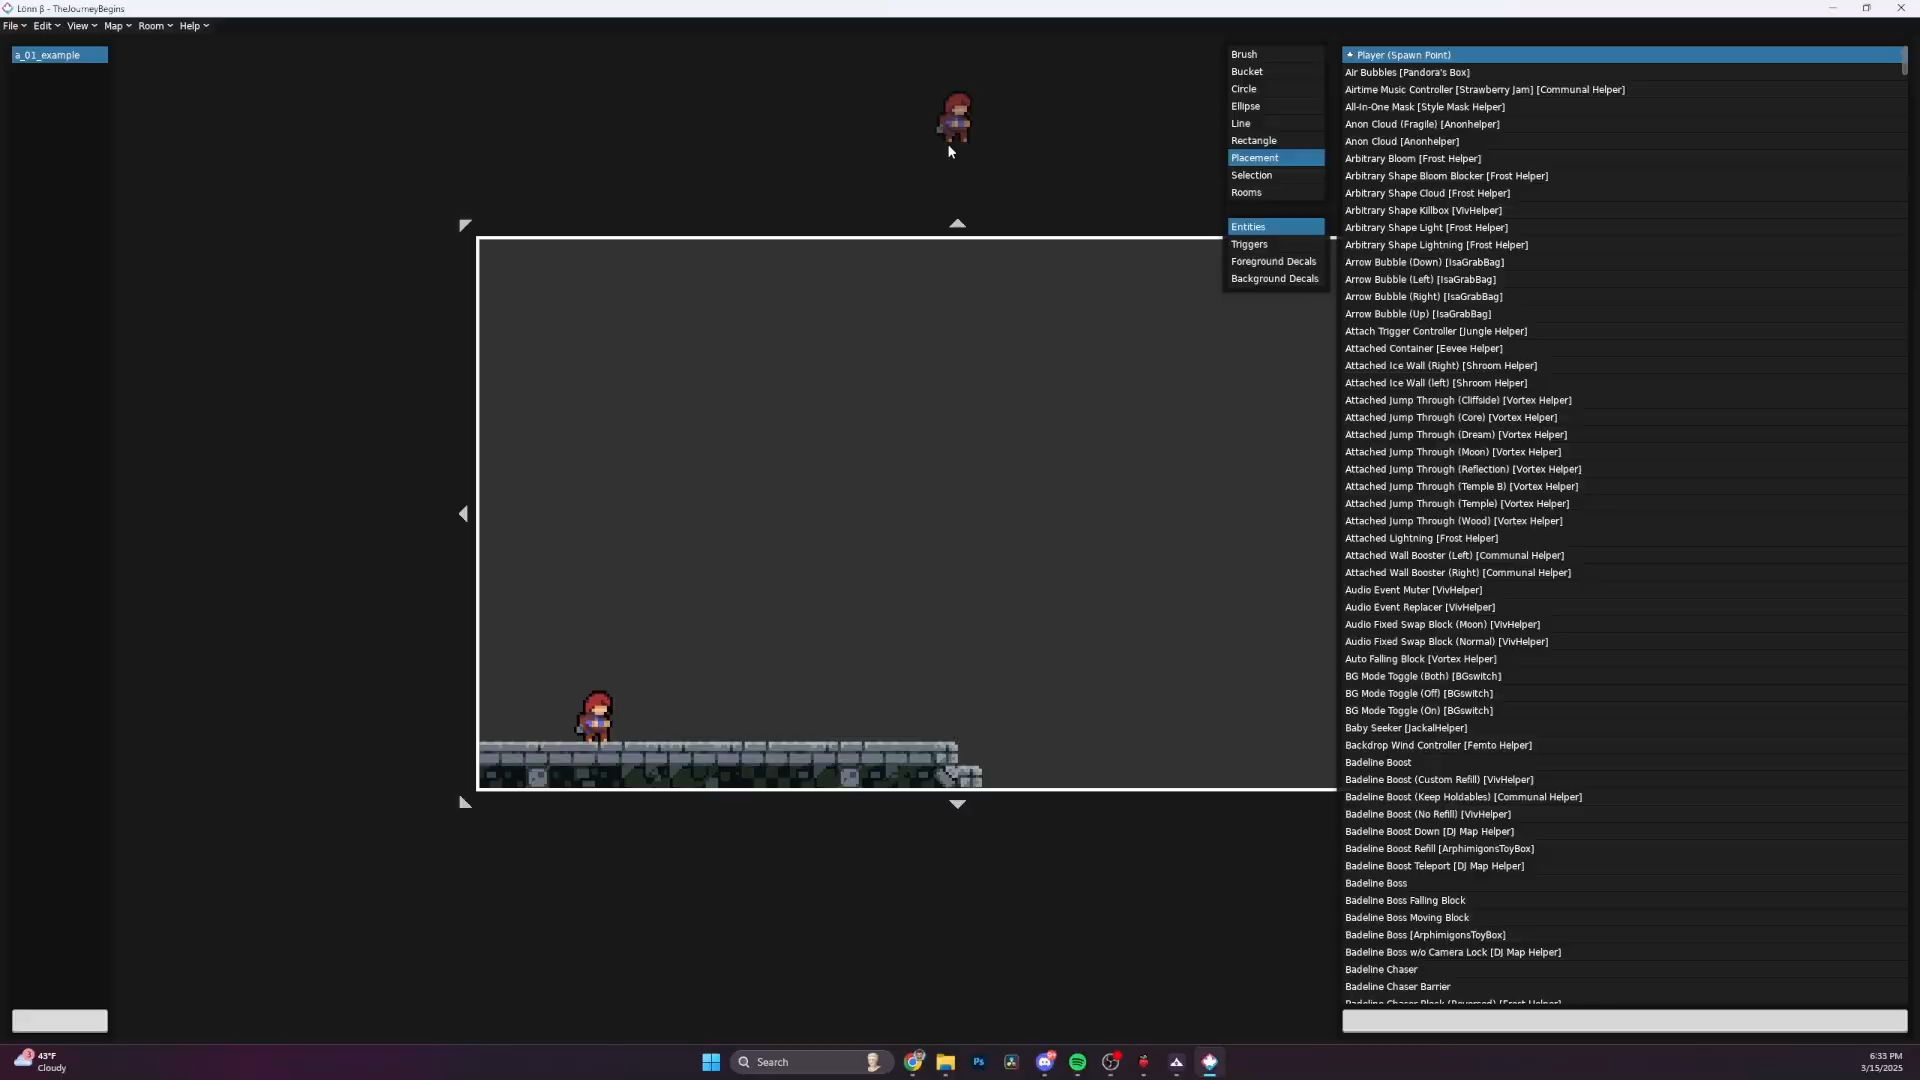 Lönn β - TheJourneyBegins
File
Edit
View
Map
Room
Help
a_01_example
Brush
Bucket
Circle
Ellipse
Line
Rectangle
Placement
Selection
Rooms
Entities
Triggers
Foreground Decals
Background Decals
Player (Spawn Point)
Air Bubbles [Pandora's Box]
Airtime Music Controller [Strawberry Jam] [Communal Helper]
All-In-One Mask [Style Mask Helper]
Anon Cloud (Fragile) [Anonhelper]
Anon Cloud [Anonhelper]
Arbitrary Bloom [Frost Helper]
Arbitrary Shape Bloom Blocker [Frost Helper]
Arbitrary Shape Cloud [Frost Helper]
Arbitrary Shape Killbox [VivHelper]
Arbitrary Shape Light [Frost Helper]
Arbitrary Shape Lightning [Frost Helper]
Arrow Bubble (Down) [IsaGrabBag]
Arrow Bubble (Left) [IsaGrabBag]
Arrow Bubble (Right) [IsaGrabBag]
Arrow Bubble (Up) [IsaGrabBag]
Attach Trigger Controller [Jungle Helper]
Attached Container [Eevee Helper]
Attached Ice Wall (Right) [Shroom Helper]
Attached Ice Wall (left) [Shroom Helper]
Attached Jump Through (Cliffside) [Vortex Helper]
Attached Jump Through (Core) [Vortex Helper]
Attached Jump Through (Dream) [Vortex Helper]
Attached Jump Through (Moon) [Vortex Helper]
Attached Jump Through (Reflection) [Vortex Helper]
Attached Jump Through (Temple B) [Vortex Helper]
Attached Jump Through (Temple) [Vortex Helper]
Attached Jump Through (Wood) [Vortex Helper]
Attached Lightning [Frost Helper]
Attached Wall Booster (Left) [Communal Helper]
Attached Wall Booster (Right) [Communal Helper]
Audio Event Muter [VivHelper]
Audio Event Replacer [VivHelper]
Audio Fixed Swap Block (Moon) [VivHelper]
Audio Fixed Swap Block (Normal) [VivHelper]
Auto Falling Block [Vortex Helper]
BG Mode Toggle (Both) [BGswitch]
BG Mode Toggle (Off) [BGswitch]
BG Mode Toggle (On) [BGswitch]
Baby Seeker [JackalHelper]
Backdrop Wind Controller [Femto Helper]
Badeline Boost
Badeline Boost (Custom Refill) [VivHelper]
Badeline Boost (Keep Holdables) [Communal Helper]
Badeline Boost (No Refill) [VivHelper]
Badeline Boost Down [DJ Map Helper]
Badeline Boost Refill [ArphimigonsToyBox]
Badeline Boost Teleport [DJ Map Helper]
Badeline Boss
Badeline Boss Falling Block
Badeline Boss Moving Block
Badeline Boss [ArphimigonsToyBox]
Badeline Boss w/o Camera Lock [DJ Map Helper]
Badeline Chaser
Badeline Chaser Barrier
Badeline Chaser Block (Reversed) [Frost Helper]
43°F
Cloudy
Search
Ps
6:33 PM
3/15/2025